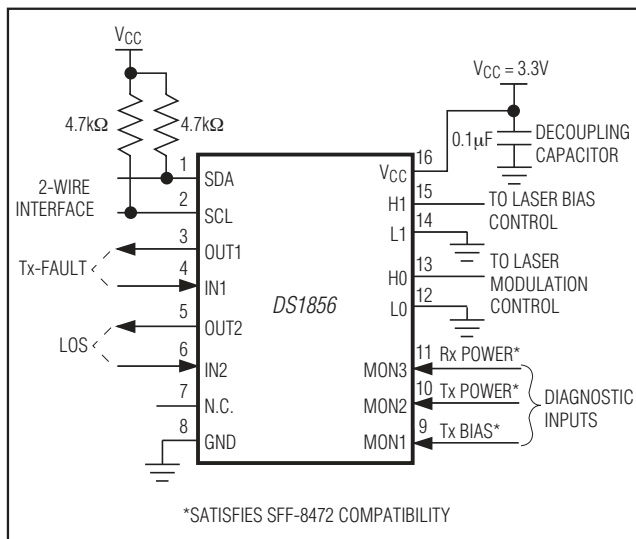 VCC
4.7kΩ
4.7kΩ
2-WIRE
INTERFACE
Tx-FAULT
LOS
1
2
3
4
5
6
7
8
SDA
SCL
OUT1
IN1
OUT2
IN2
N.C.
GND
DS1856
VCC
H1
L1
H0
L0
MON3
MON2
MON1
16
15
14
13
12
11
10
9
VCC = 3.3V
0.1µF
DECOUPLING
CAPACITOR
TO LASER BIAS
CONTROL
TO LASER
MODULATION
CONTROL
Rx POWER*
Tx POWER*
Tx BIAS*
DIAGNOSTIC
INPUTS
*SATISFIES SFF-8472 COMPATIBILITY